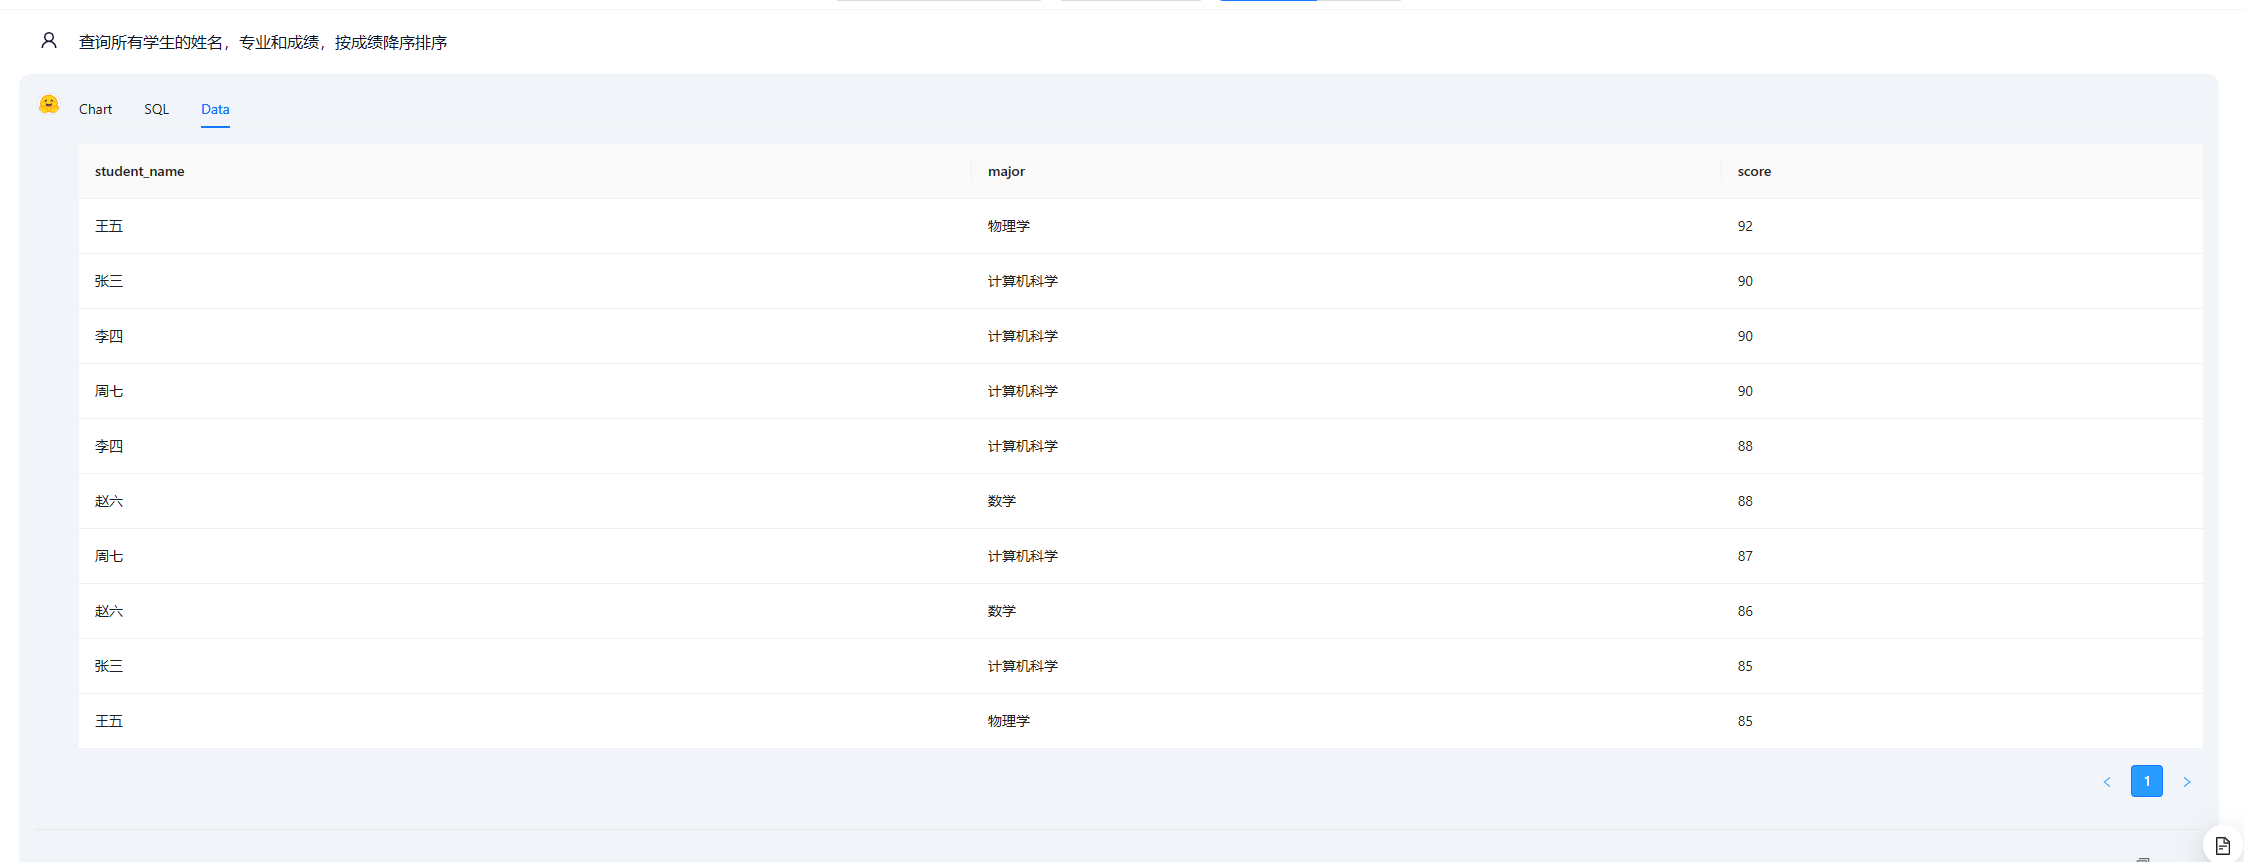 查询所有学生的姓名，专业和成绩，按成绩降序排序
Chart SQL Data
student_name major score
王五 物理学 92
张三 计算机科学 90
李四 计算机科学 90
周七 计算机科学 90
李四 计算机科学 88
赵六 数学 88
周七 计算机科学 87
赵六 数学 86
张三 计算机科学 85
王五 物理学 85
1